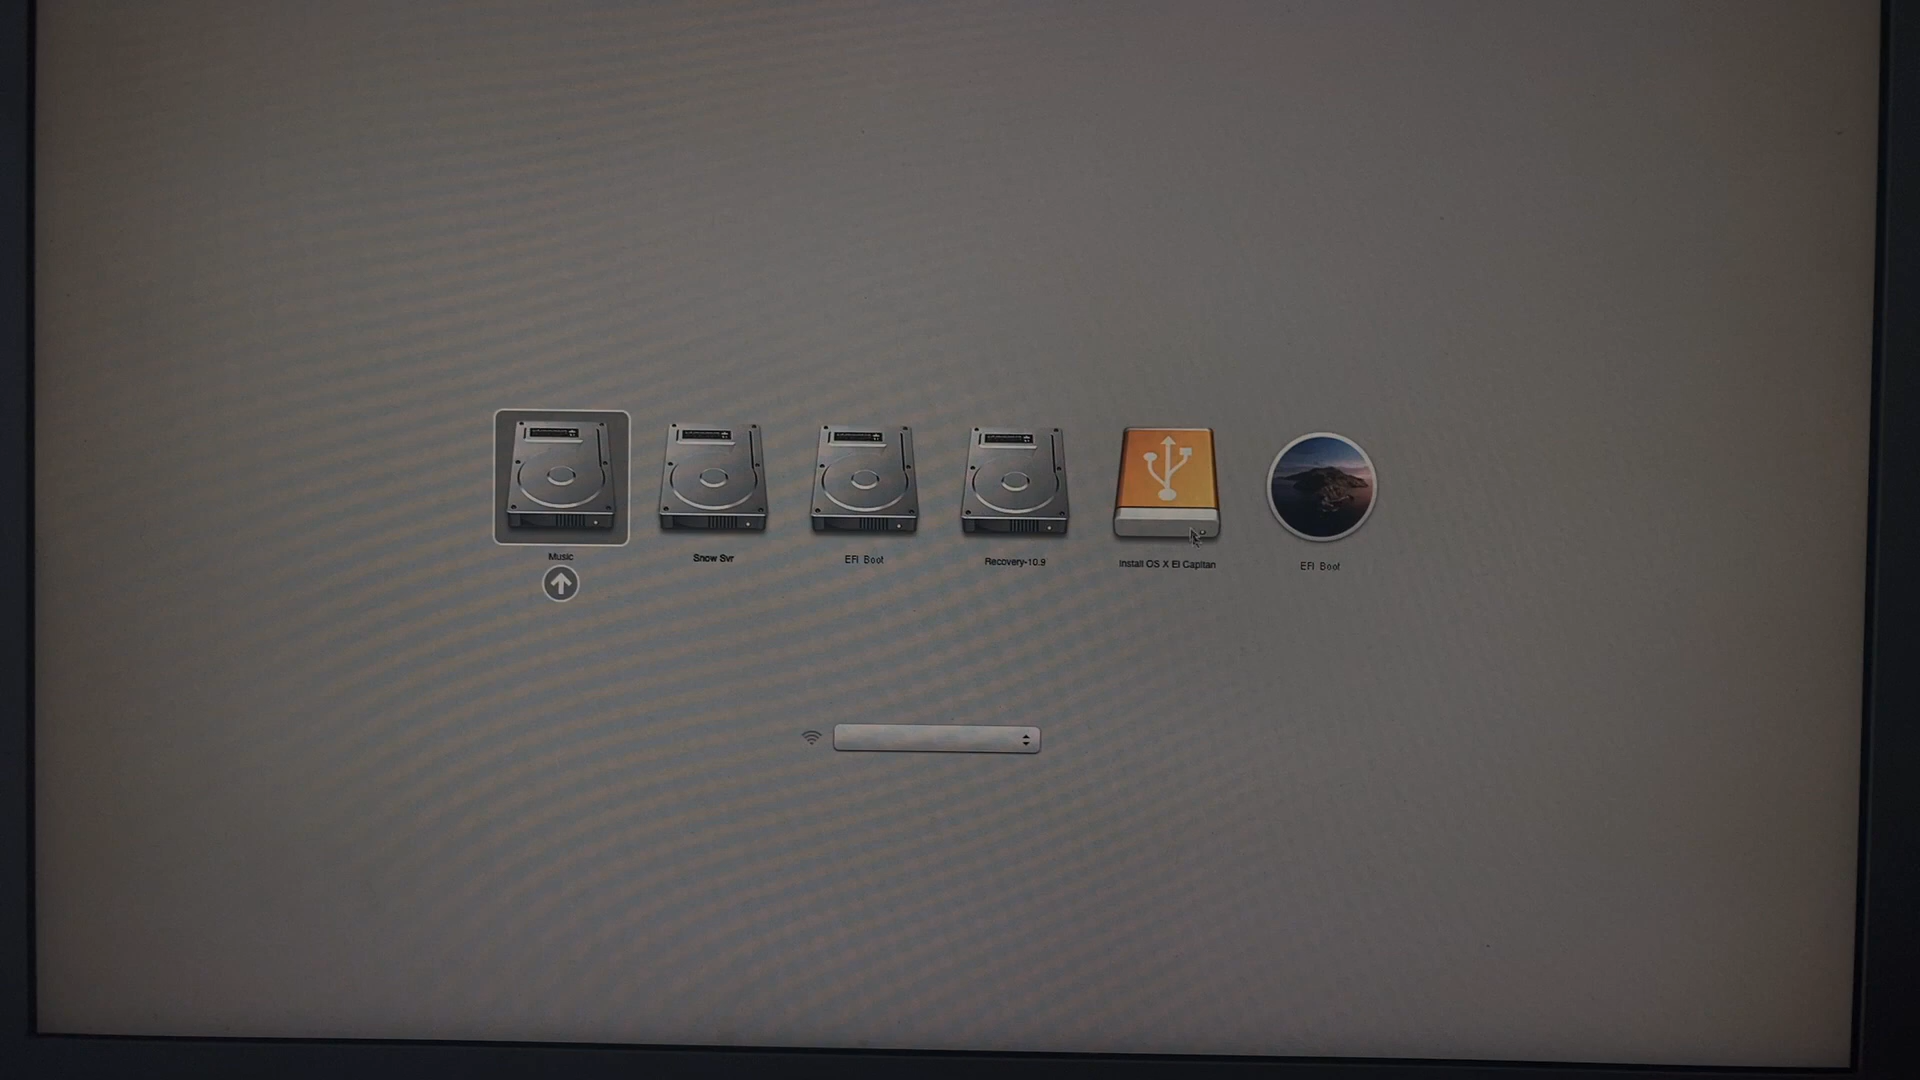 Music
Snow Svr
EFI Boot
Recovery-10.9
Install OS X El Capitan
EFI Boot